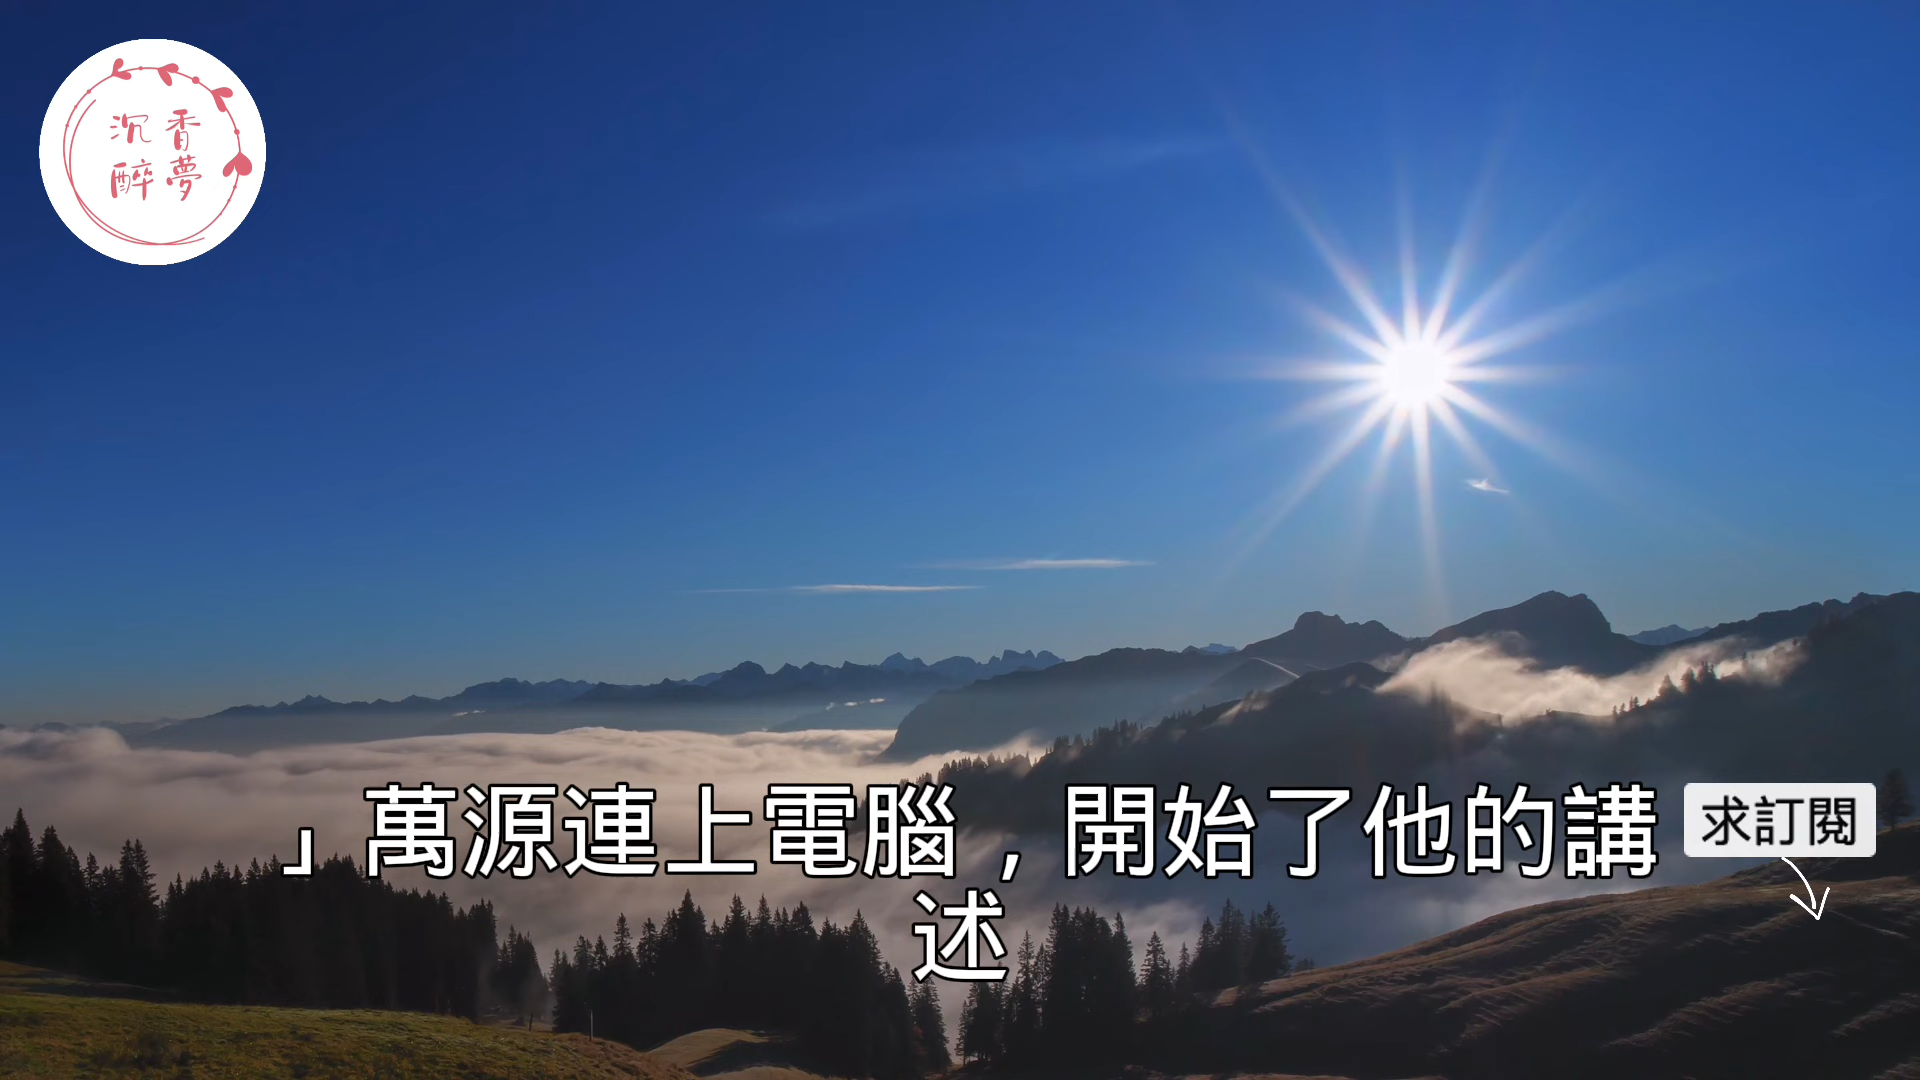 沉香
醉夢
」萬源連上電腦，開始了他的講
述
求訂閱